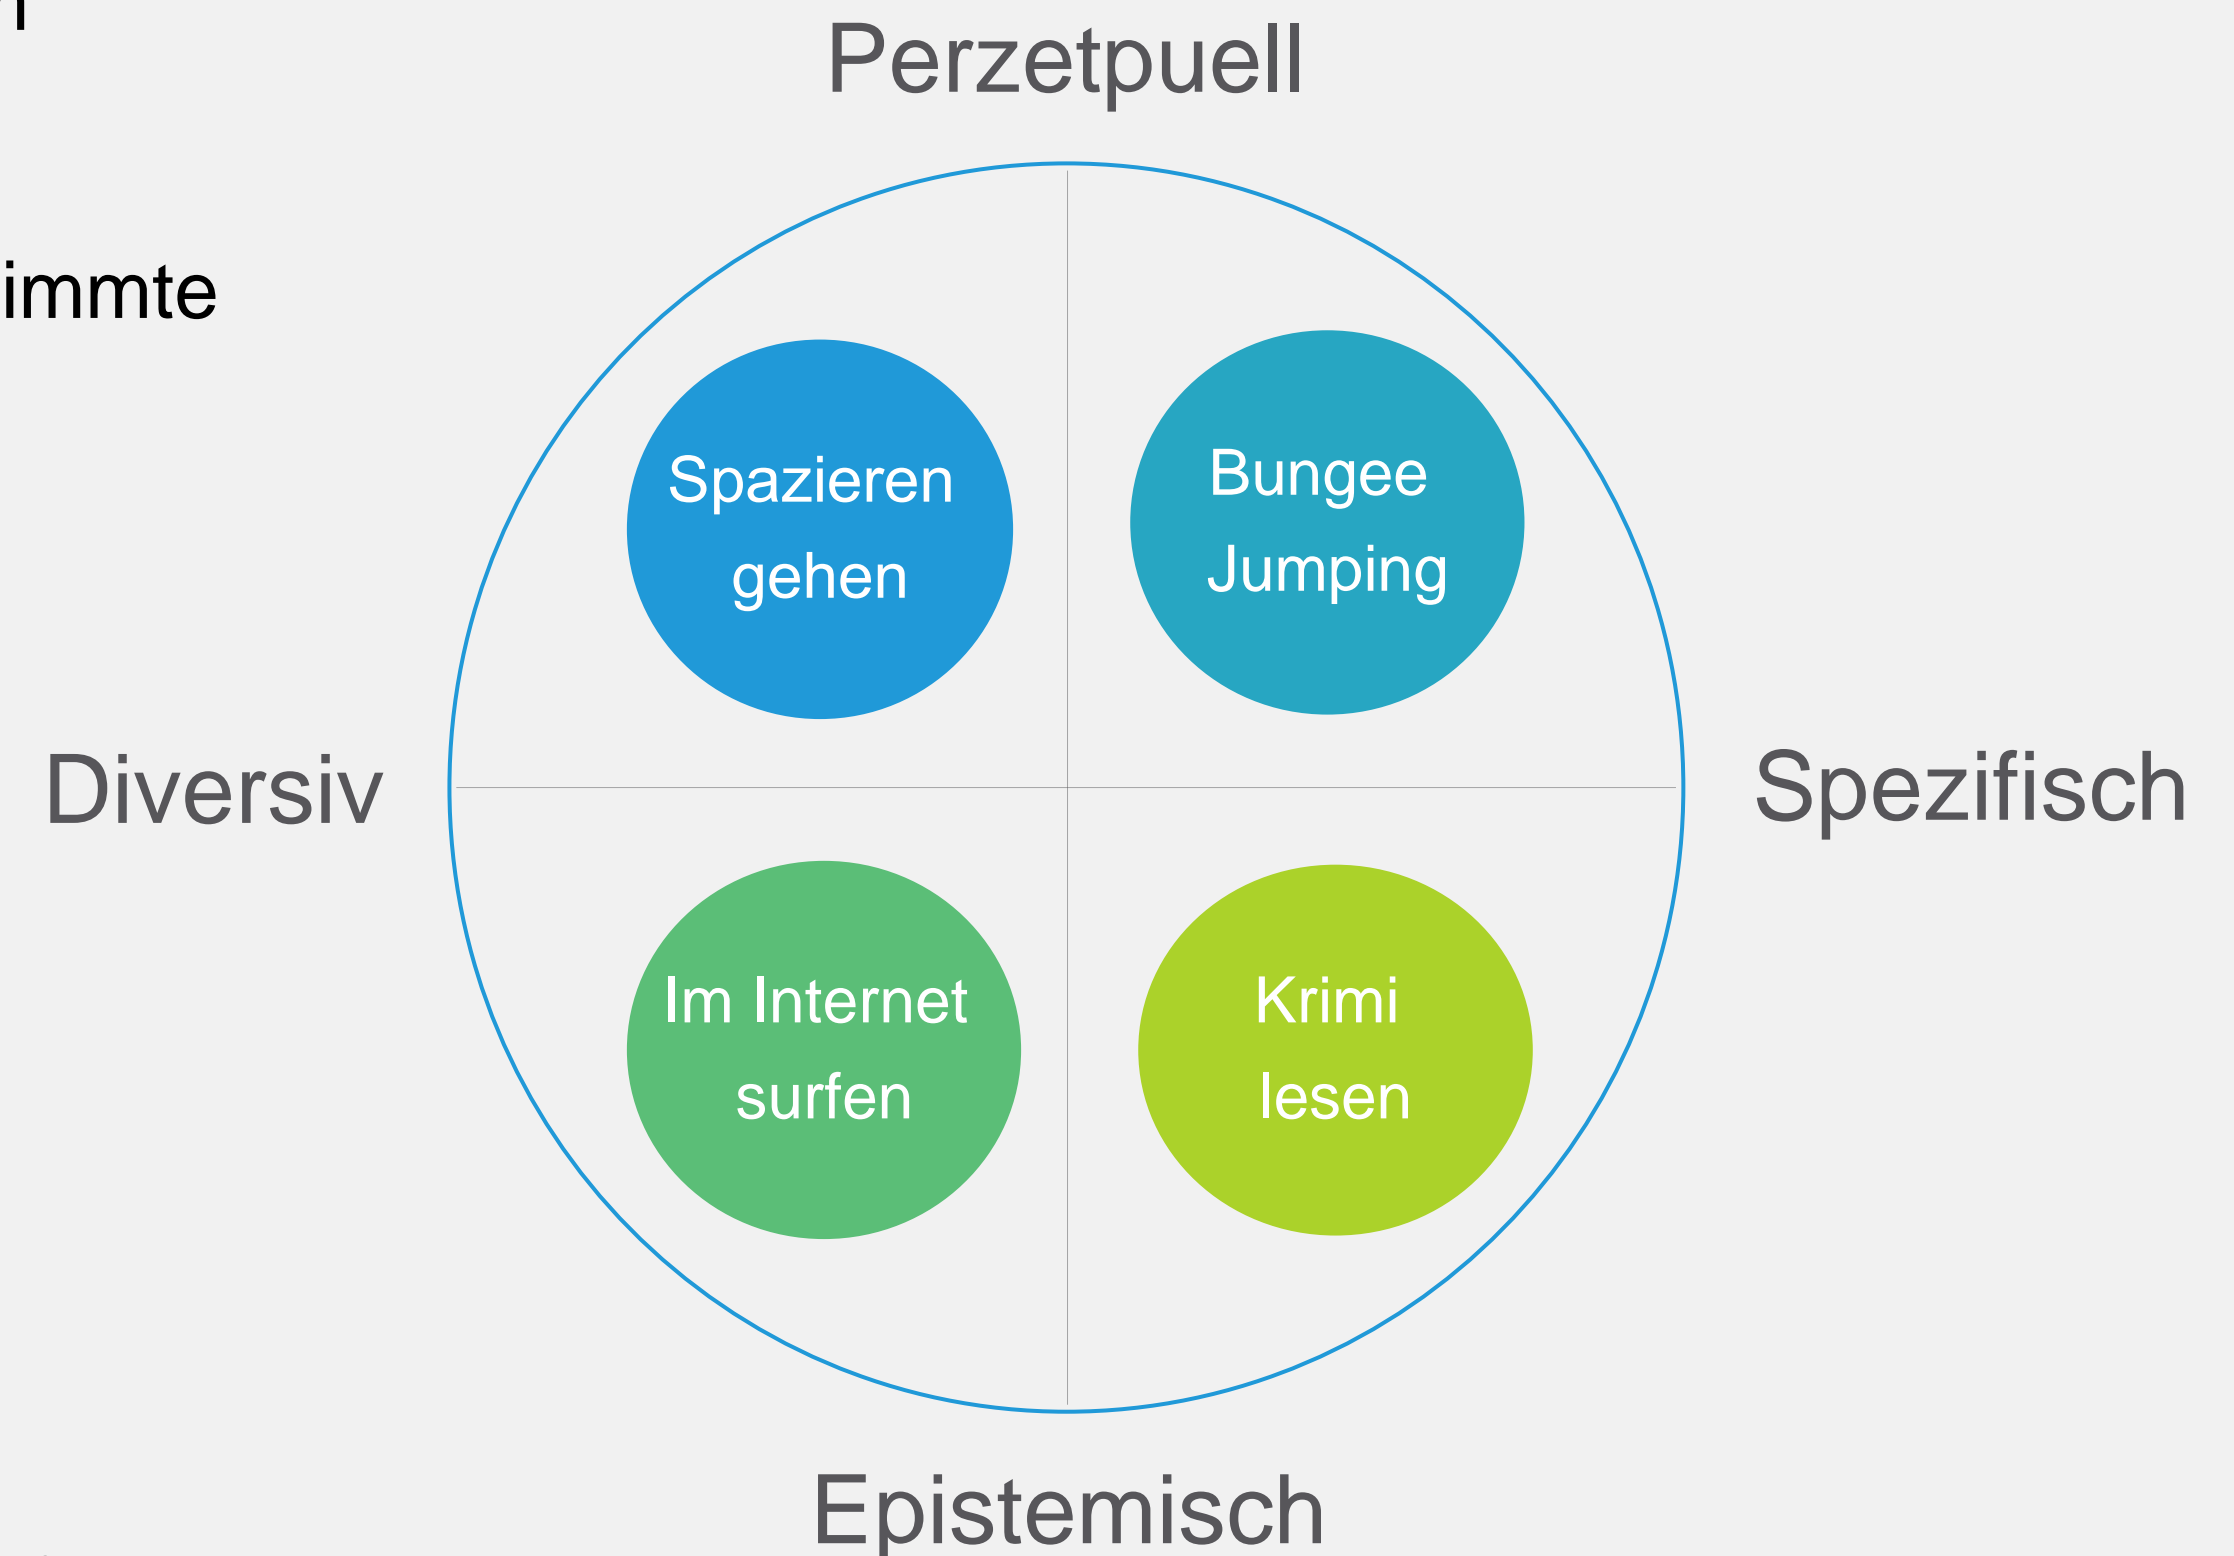 Perzetpuell
immte
Spazieren
gehen
Bungee
Jumping
Diversiv
Spezifisch
Im Internet
surfen
Krimi
lesen
Epistemisch